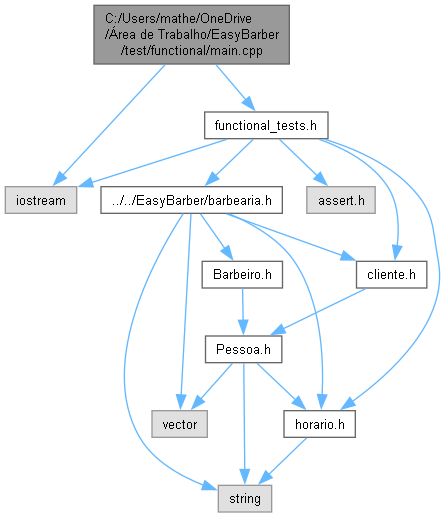 C:/Users/mathe/OneDrive
/Área de Trabalho/EasyBarber
/test/functional/main.cpp
functional_tests.h
iostream
../../EasyBarber/barbearia.h
assert.h
Barbeiro.h
cliente.h
Pessoa.h
vector
horario.h
string